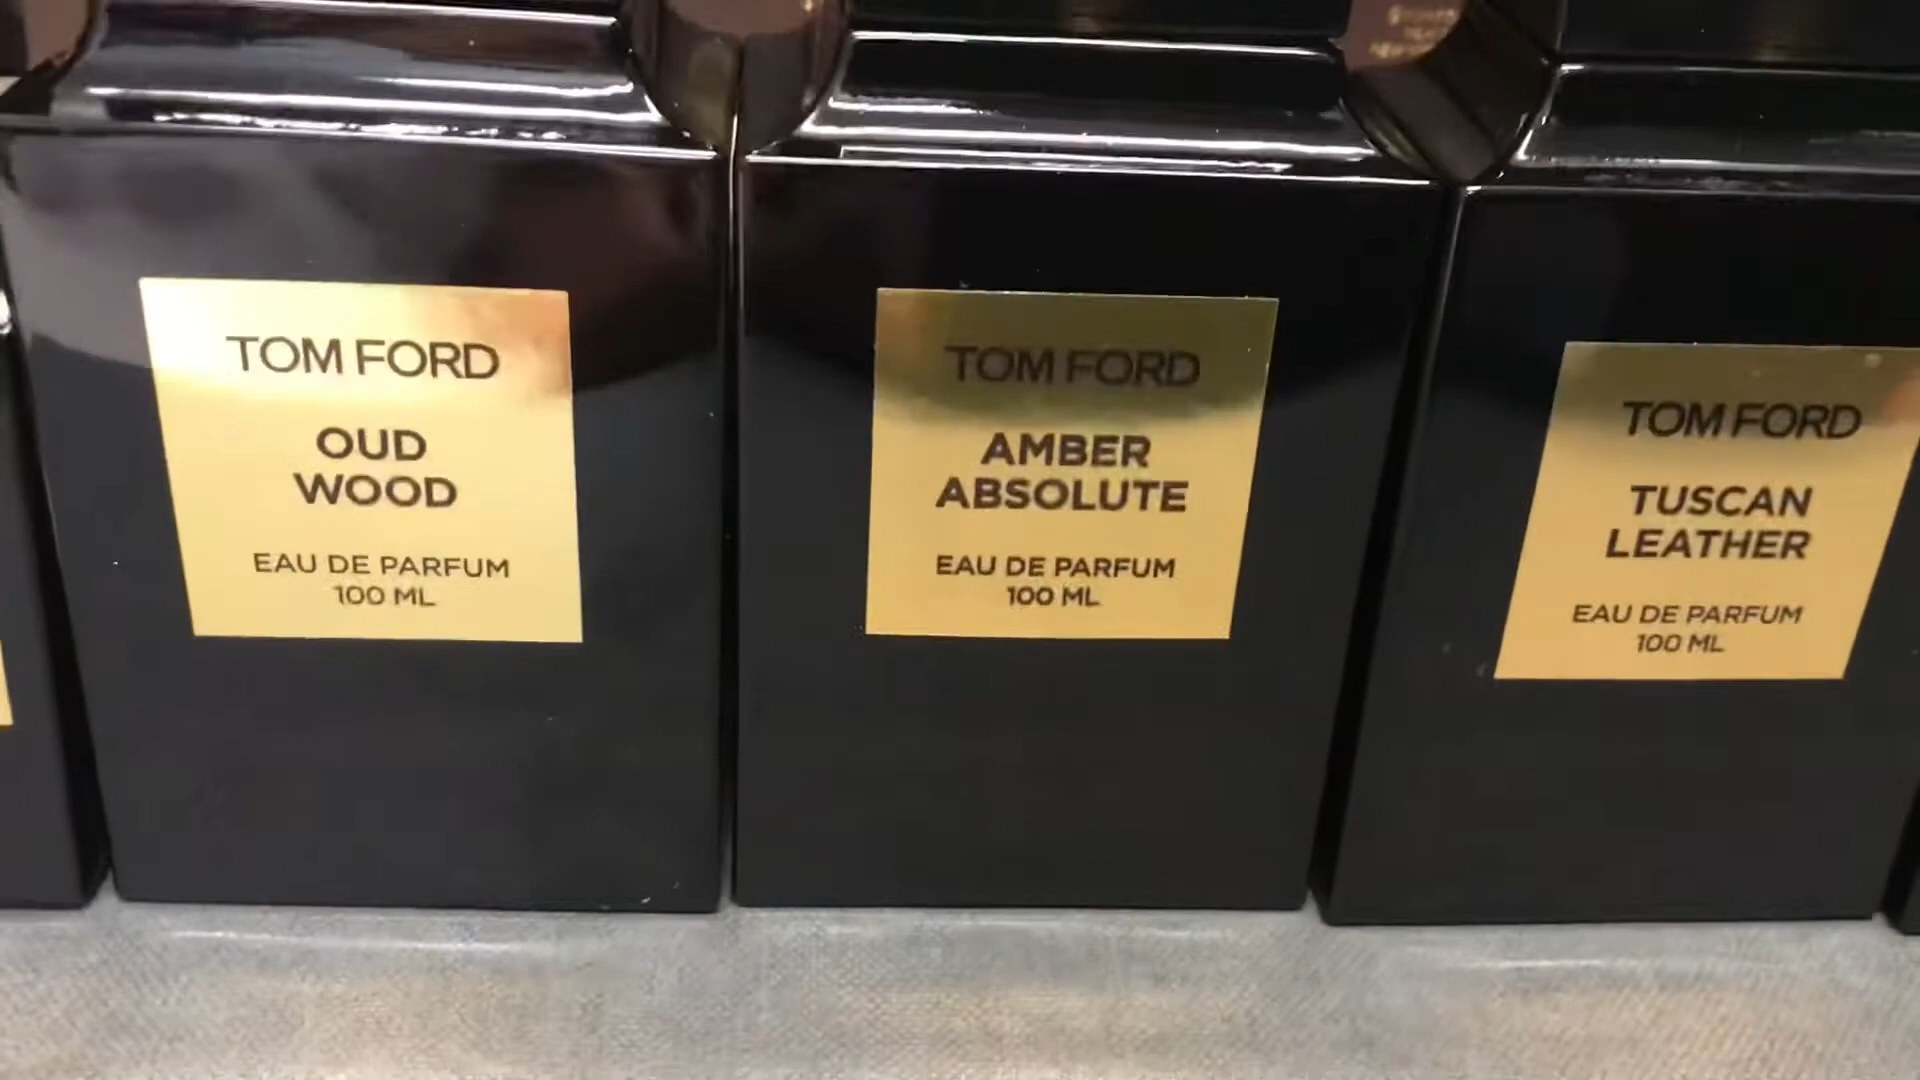 TOM FORD
OUD
WOOD
EAU DE PARFUM
100 ML
TOM FORD
AMBER
ABSOLUTE
EAU DE PARFUM
100 ML
TOM FORD
TUSCAN
LEATHER
EAU DE PARFUM
100 ML